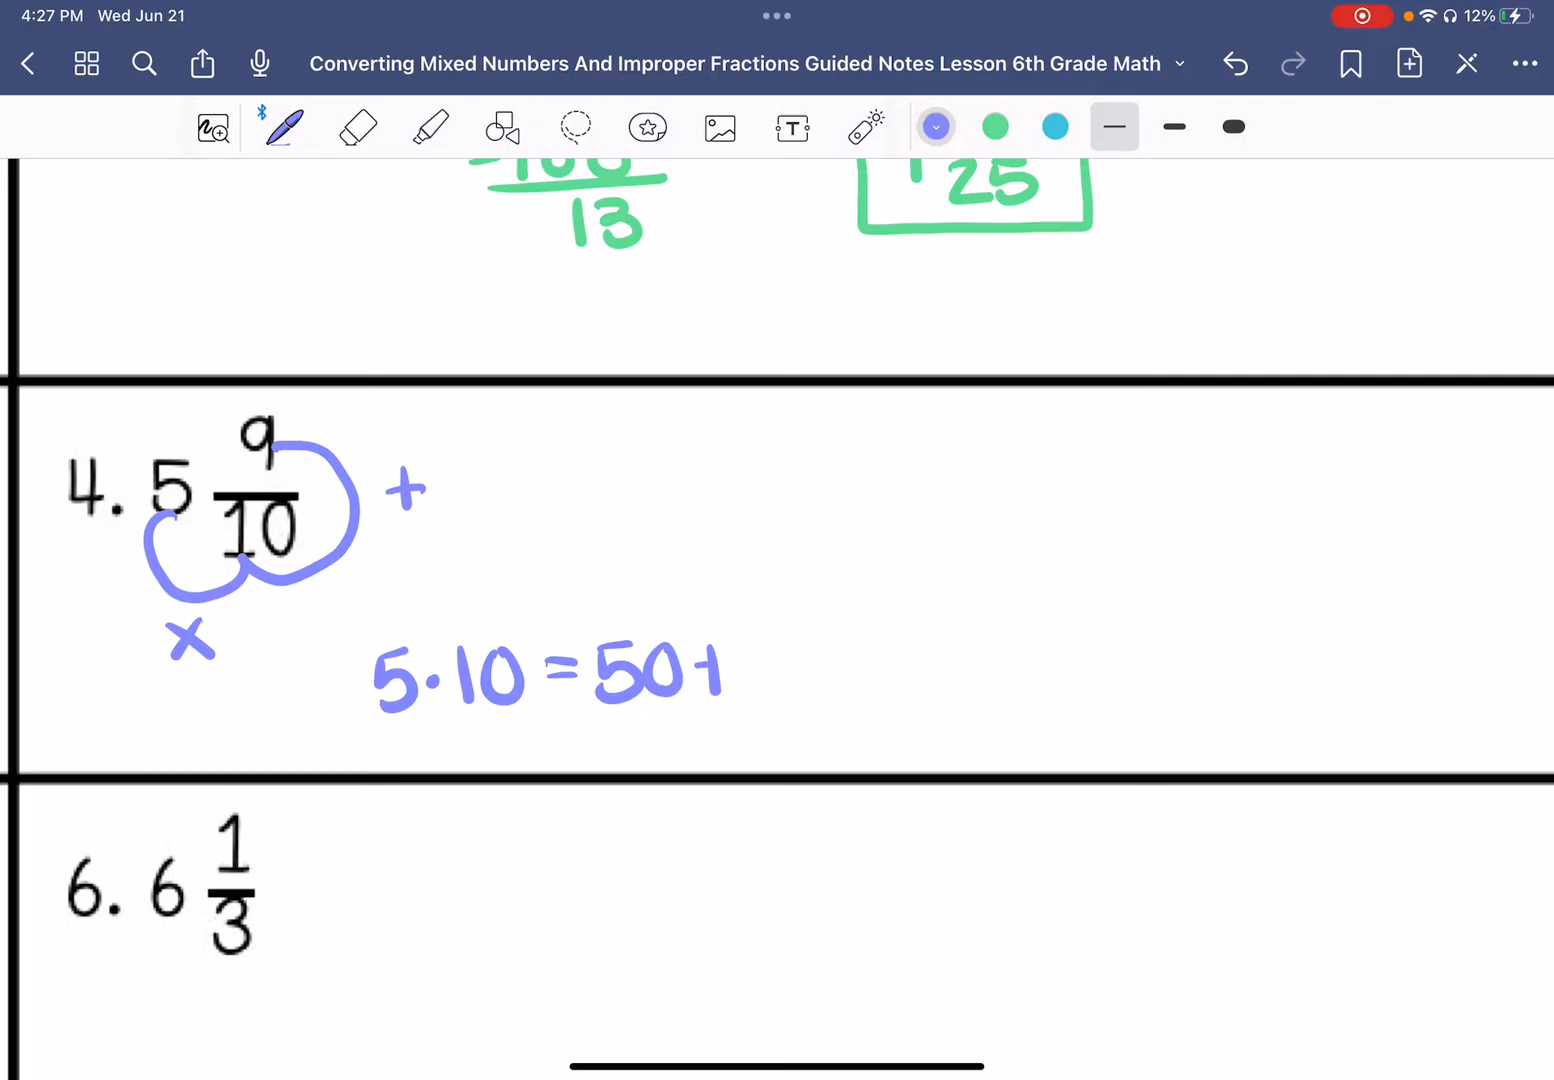 4:27 PM Wed Jun 21
12%
Converting Mixed Numbers And Improper Fractions Guided Notes Lesson 6th Grade Math
T
13
25
4. 5 9/10
+
x
5·10=50+
6. 6 1/3